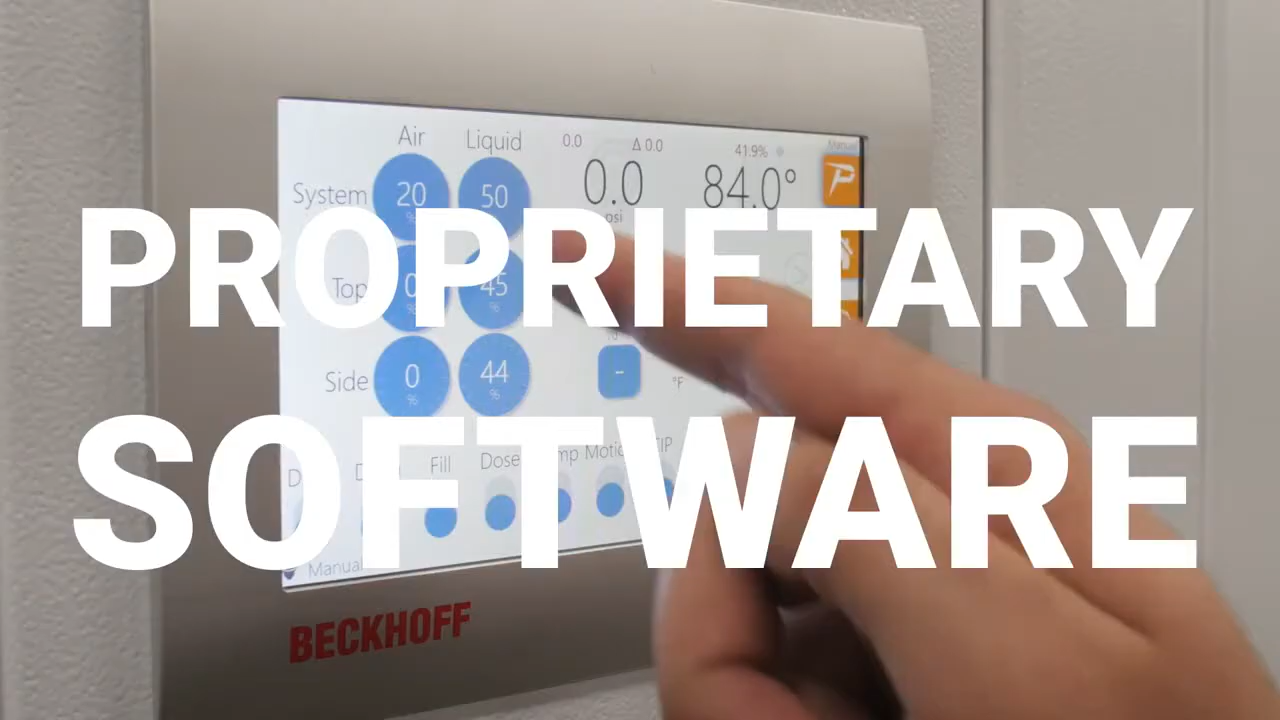 Air Liquid 0.0 Δ 0.0 41.9% Manual
System 20 50 0.0 84.0°
% psi
PROPRIETARY
Top 0 45
% %
Side 0 44 - °F
% %
SOFTWARE
Fill Dose
Manual
BECKHOFF